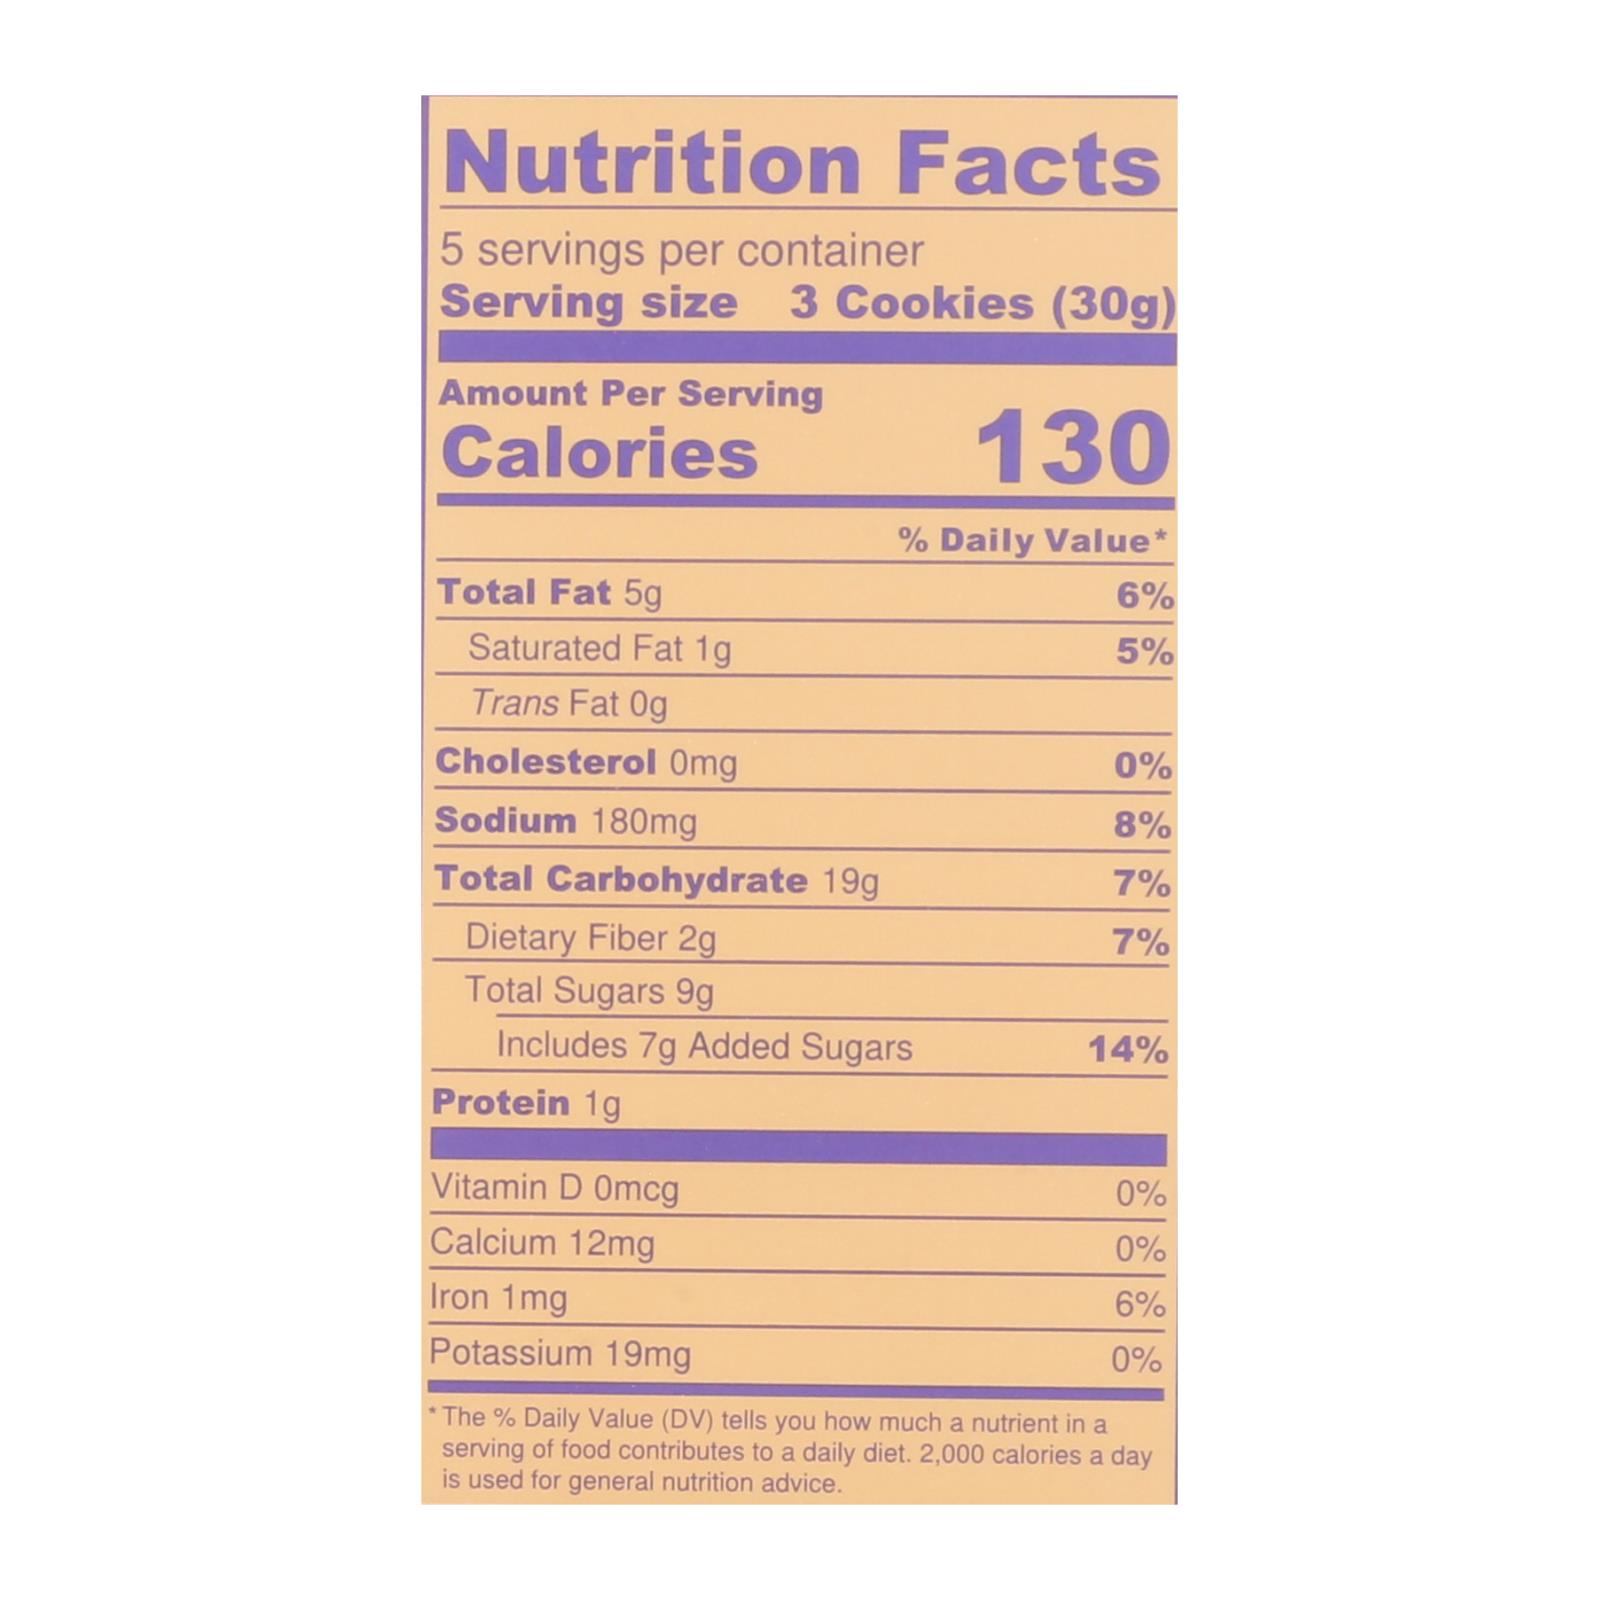 Nutrition Facts
5 servings per container
Serving size 3 Cookies (30g)
Amount Per Serving
Calories 130
% Daily Value*
Total Fat 5g 6%
Saturated Fat 1g 5%
Trans Fat 0g
Cholesterol 0mg 0%
Sodium 180mg 8%
Total Carbohydrate 19g 7%
Dietary Fiber 2g 7%
Total Sugars 9g
Includes 7g Added Sugars 14%
Protein 1g
Vitamin D 0mcg 0%
Calcium 12mg 0%
Iron 1mg 6%
Potassium 19mg 0%
* The % Daily Value (DV) tells you how much a nutrient in a
serving of food contributes to a daily diet. 2,000 calories a day
is used for general nutrition advice.